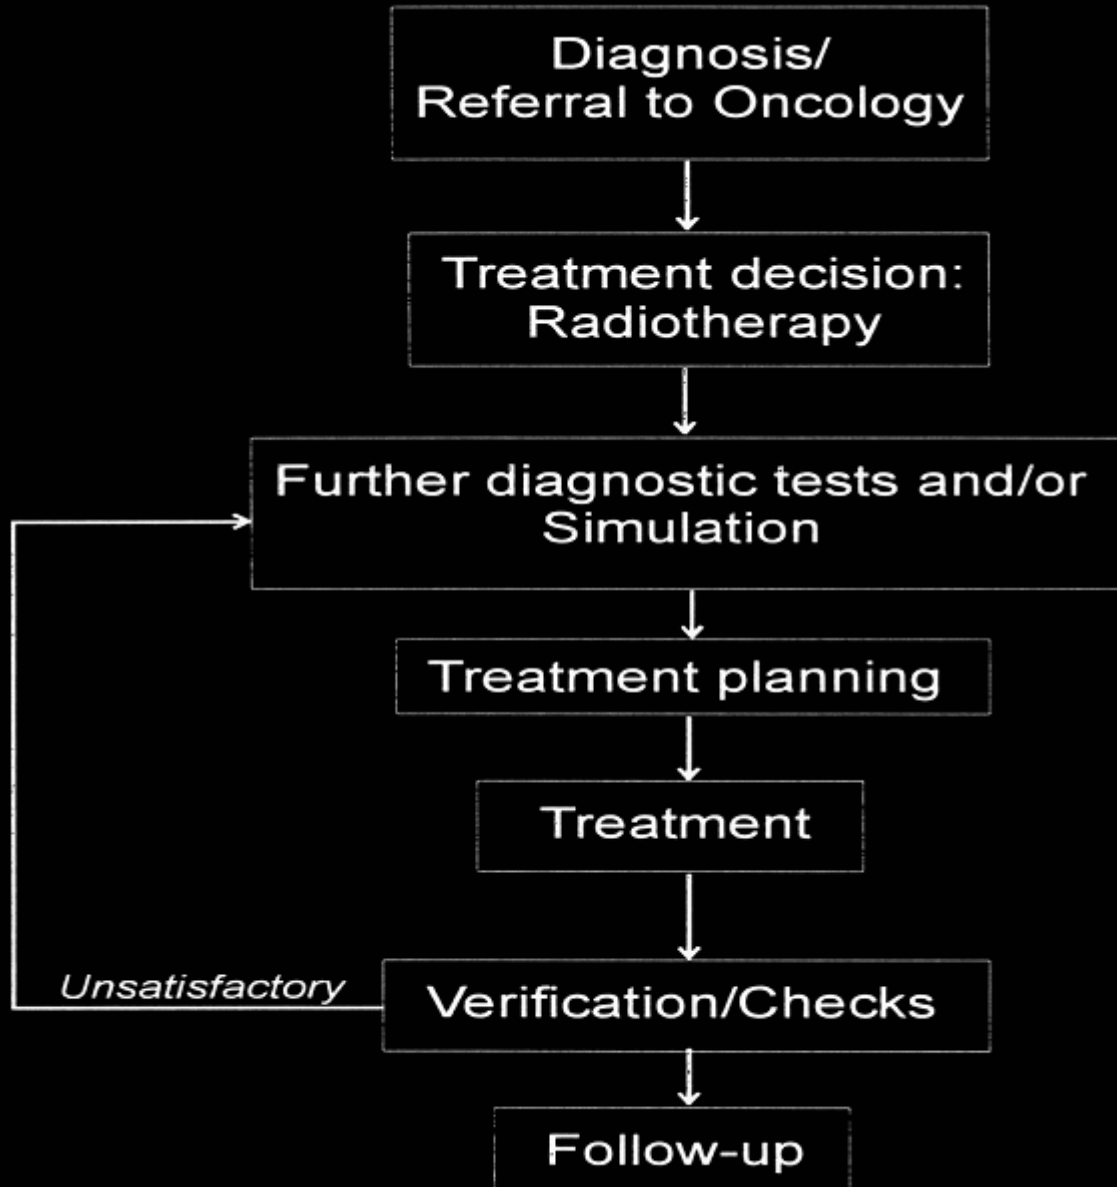 Diagnosis/
Referral to Oncology
Treatment decision:
Radiotherapy
Further diagnostic tests and/or
Simulation
Treatment planning
Treatment
Unsatisfactory
Verification/Checks
Follow-up